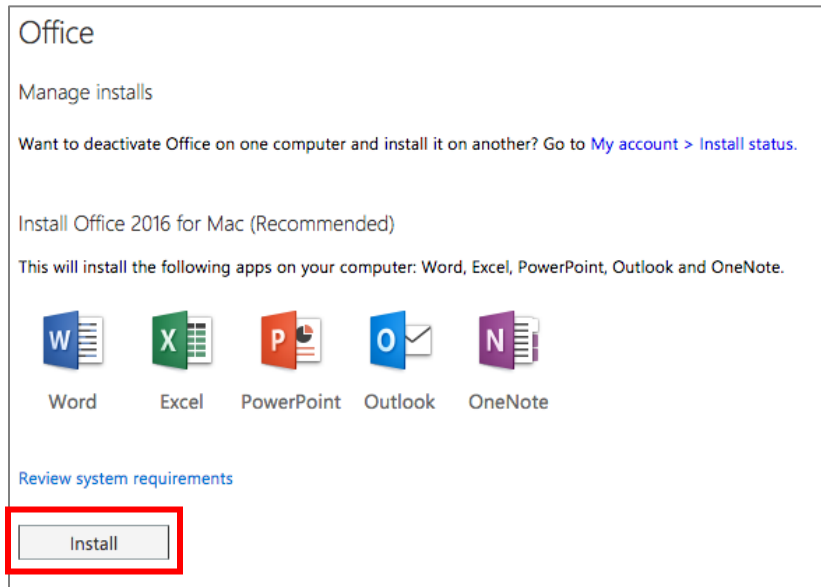 Office
Manage installs
Want to deactivate Office on one computer and install it on another? Go to My account > Install status.
Install Office 2016 for Mac (Recommended)
This will install the following apps on your computer: Word, Excel, PowerPoint, Outlook and OneNote.
W X P O N
Word Excel PowerPoint Outlook OneNote
Review system requirements
Install